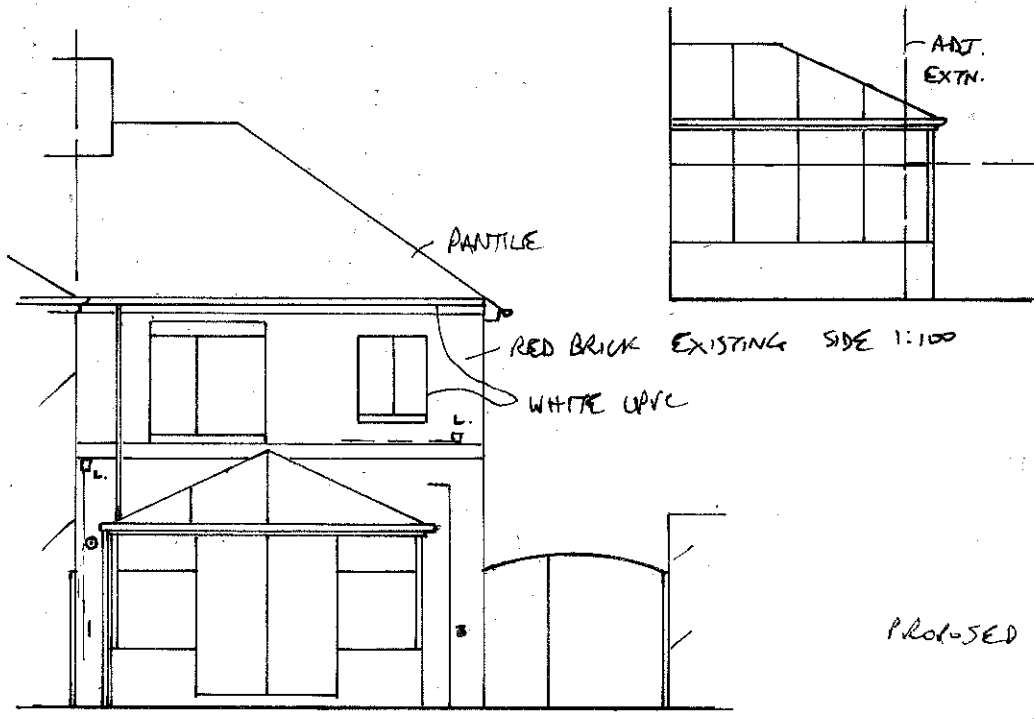 ADJ.
EXTN.
PANTILE
RED BRICK EXISTING SIDE 1:100
WHITE UPVC
L.
L.
PROPOSED